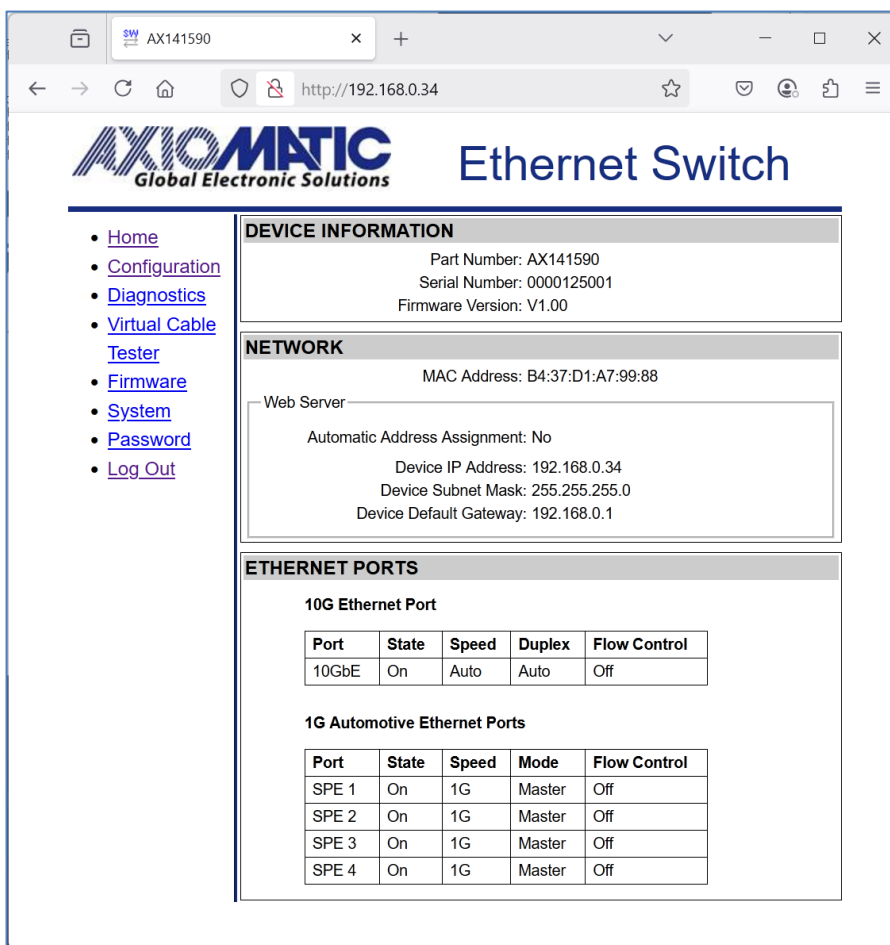 SW AX141590
http://192.168.0.34
AXIOMATIC
Global Electronic Solutions
Ethernet Switch
Home
Configuration
Diagnostics
Virtual Cable
Tester
Firmware
System
Password
Log Out
DEVICE INFORMATION
Part Number: AX141590
Serial Number: 0000125001
Firmware Version: V1.00
NETWORK
MAC Address: B4:37:D1:A7:99:88
Web Server
Automatic Address Assignment: No
Device IP Address: 192.168.0.34
Device Subnet Mask: 255.255.255.0
Device Default Gateway: 192.168.0.1
ETHERNET PORTS
10G Ethernet Port
Port State Speed Duplex Flow Control
10GbE On Auto Auto Off
1G Automotive Ethernet Ports
Port State Speed Mode Flow Control
SPE 1 On 1G Master Off
SPE 2 On 1G Master Off
SPE 3 On 1G Master Off
SPE 4 On 1G Master Off